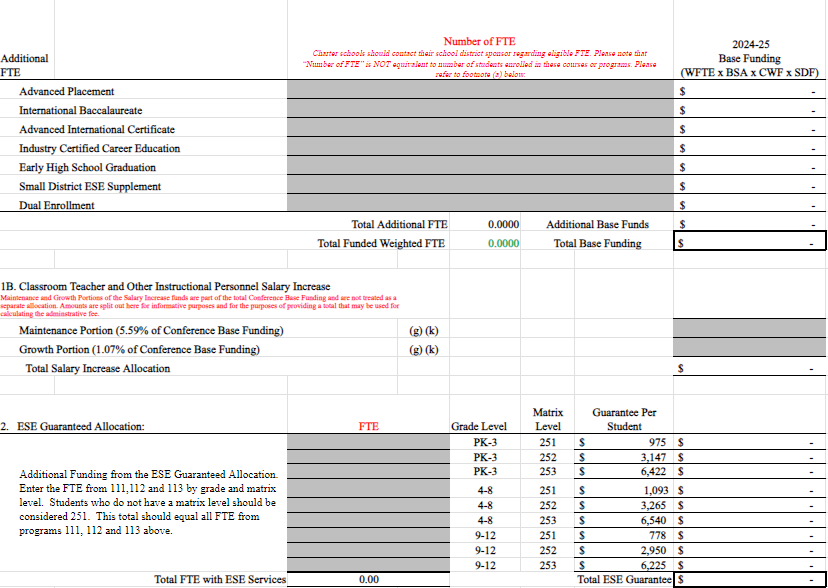 Number of FTE
Charter schools should contact their school district sponsor regarding eligible FTE. Please note that
"Number of FTE" is NOT equivalent to number of students enrolled in these courses or programs. Please
refer to footnote (a) below.
Additional
FTE
2024-25
Base Funding
(WFTE x BSA x CWF x SDF)
Advanced Placement $ -
International Baccalaureate $ -
Advanced International Certificate $ -
Industry Certified Career Education $ -
Early High School Graduation $ -
Small District ESE Supplement $ -
Dual Enrollment $ -
Total Additional FTE 0.0000 Additional Base Funds $ -
Total Funded Weighted FTE 0.0000 Total Base Funding $ -
1B. Classroom Teacher and Other Instructional Personnel Salary Increase
Maintenance and Growth Portions of the Salary Increase funds are part of the total Conference Base Funding and are not treated as a
separate allocation. Amounts are split out here for informative purposes and for the purposes of providing a total that may be used for
calculating the adminstrative fee.
Maintenance Portion (5.59% of Conference Base Funding) (g) (k)
Growth Portion (1.07% of Conference Base Funding) (g) (k)
Total Salary Increase Allocation $ -
2. ESE Guaranteed Allocation: FTE Grade Level Matrix Level Guarantee Per Student
PK-3 251 $ 975 $ -
PK-3 252 $ 3,147 $ -
PK-3 253 $ 6,422 $ -
4-8 251 $ 1,093 $ -
4-8 252 $ 3,265 $ -
4-8 253 $ 6,540 $ -
9-12 251 $ 778 $ -
9-12 252 $ 2,950 $ -
9-12 253 $ 6,225 $ -
Additional Funding from the ESE Guaranteed Allocation.
Enter the FTE from 111,112 and 113 by grade and matrix
level. Students who do not have a matrix level should be
considered 251. This total should equal all FTE from
programs 111, 112 and 113 above.
Total FTE with ESE Services 0.00 Total ESE Guarantee $ -